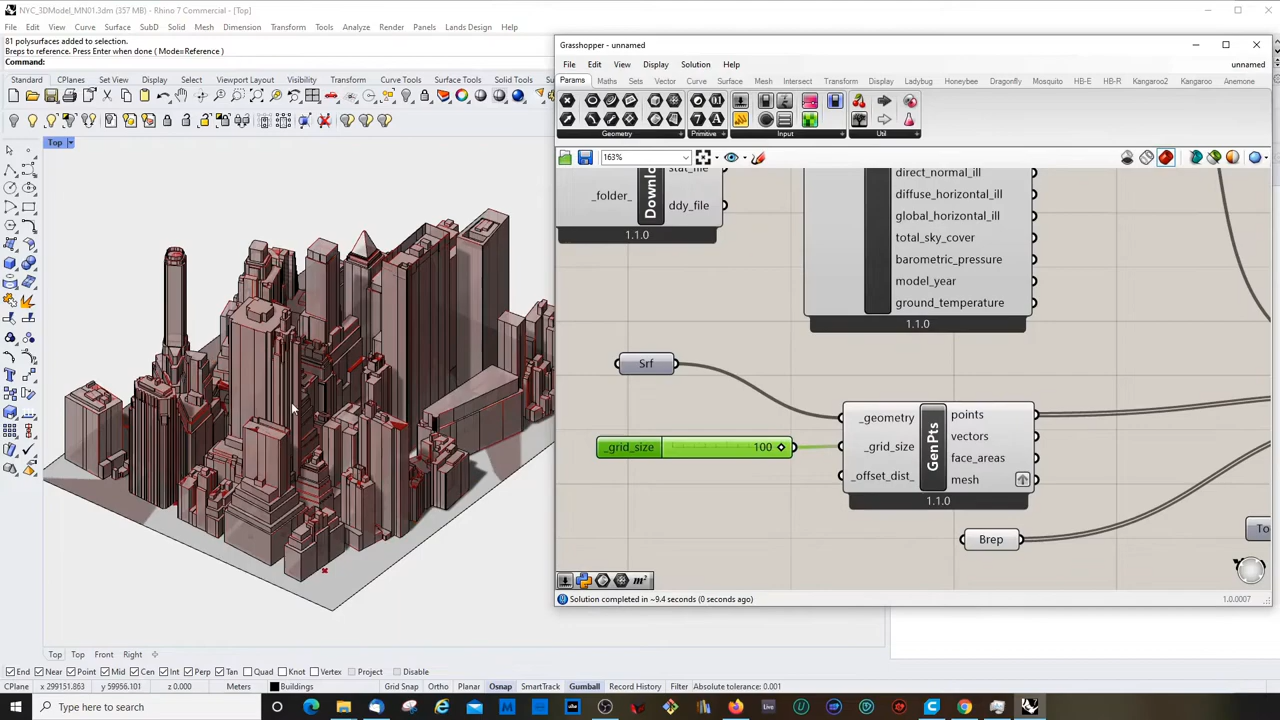 NYC_3DModel_MN01.3dm (357 MB) - Rhino 7 Commercial - [Top]
File Edit View Curve Surface SubD Solid Mesh Dimension Transform Tools Analyze Render Panels Lands Design Help
81 polysurfaces added to selection.
Breps to reference. Press Enter when done ( Mode=Reference )
Command:
Standard CPlanes Set View Display Select Viewport Layout Visibility Transform Curve Tools Surface Tools Solid Tools
Top
Grasshopper - unnamed
File Edit View Display Solution Help
unnamed
Params Maths Sets Vector Curve Surface Mesh Intersect Transform Display Ladybug Honeybee Dragonfly Mosquito HB-E HB-R Kangaroo2 Kangaroo Anemone
Geometry Primitive Input Util
163%
_folder_
ddy_file
1.1.0
direct_normal_ill
diffuse_horizontal_ill
global_horizontal_ill
total_sky_cover
barometric_pressure
model_year
ground_temperature
1.1.0
Srf
_grid_size 100
_geometry
_grid_size
_offset_dist_
GenPts
points
vectors
face_areas
mesh
1.1.0
Brep
m²
Solution completed in ~9.4 seconds (0 seconds ago)
1.0.0007
Top Top Front Right
End Near Point Mid Cen Int Perp Tan Quad Knot Vertex Project Disable
CPlane x 299151.863 y 59956.101 z 0.000 Meters Buildings Grid Snap Ortho Planar Osnap SmartTrack Gumball Record History Filter Absolute tolerance: 0.001
Type here to search